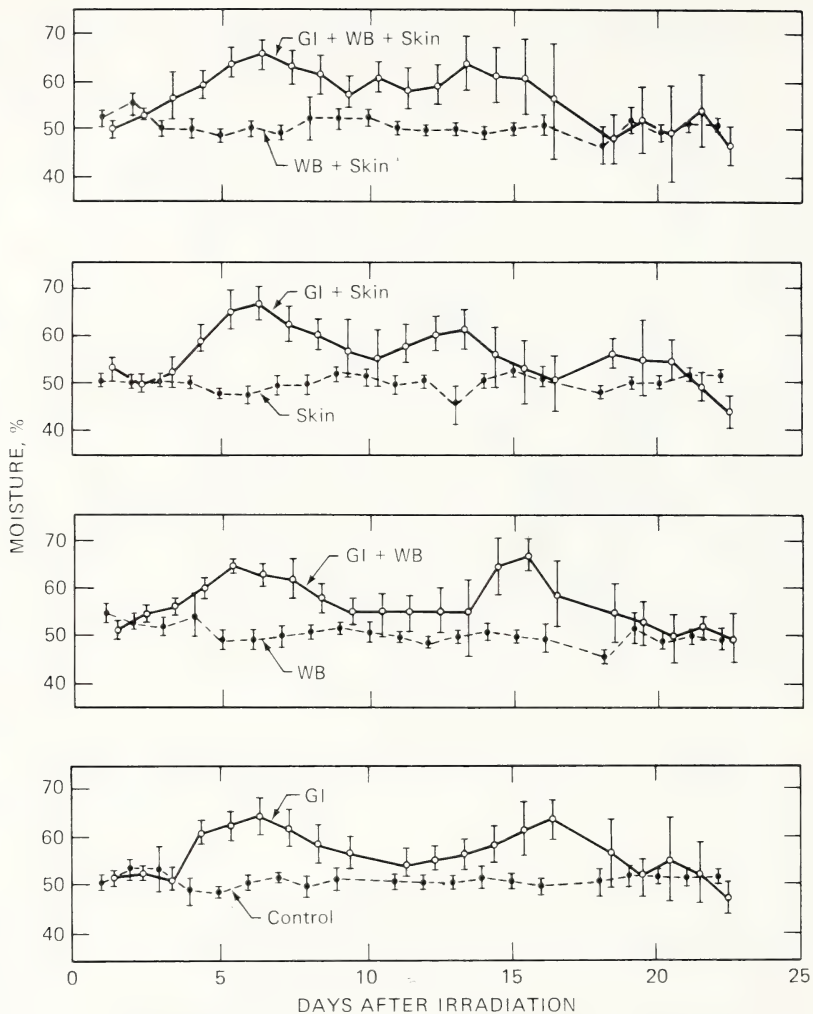 70
60
50
40
GI + WB + Skin
WB + Skin
70
60
50
40
GI + Skin
Skin
MOISTURE, %
70
60
50
40
GI + WB
WB
70
60
50
40
GI
Control
0
5
10
15
20
25
DAYS AFTER IRRADIATION